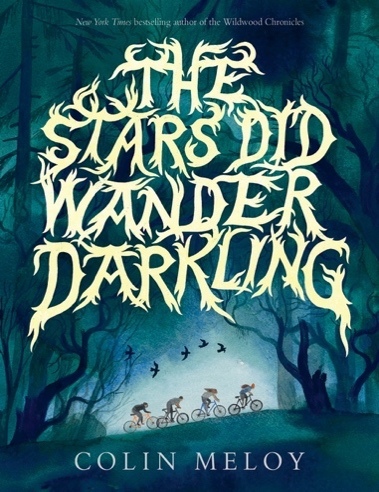 New York Times bestselling author of the Wildwood Chronicles
THE
STARS DID
WANDER
DARKLING
COLIN MELOY